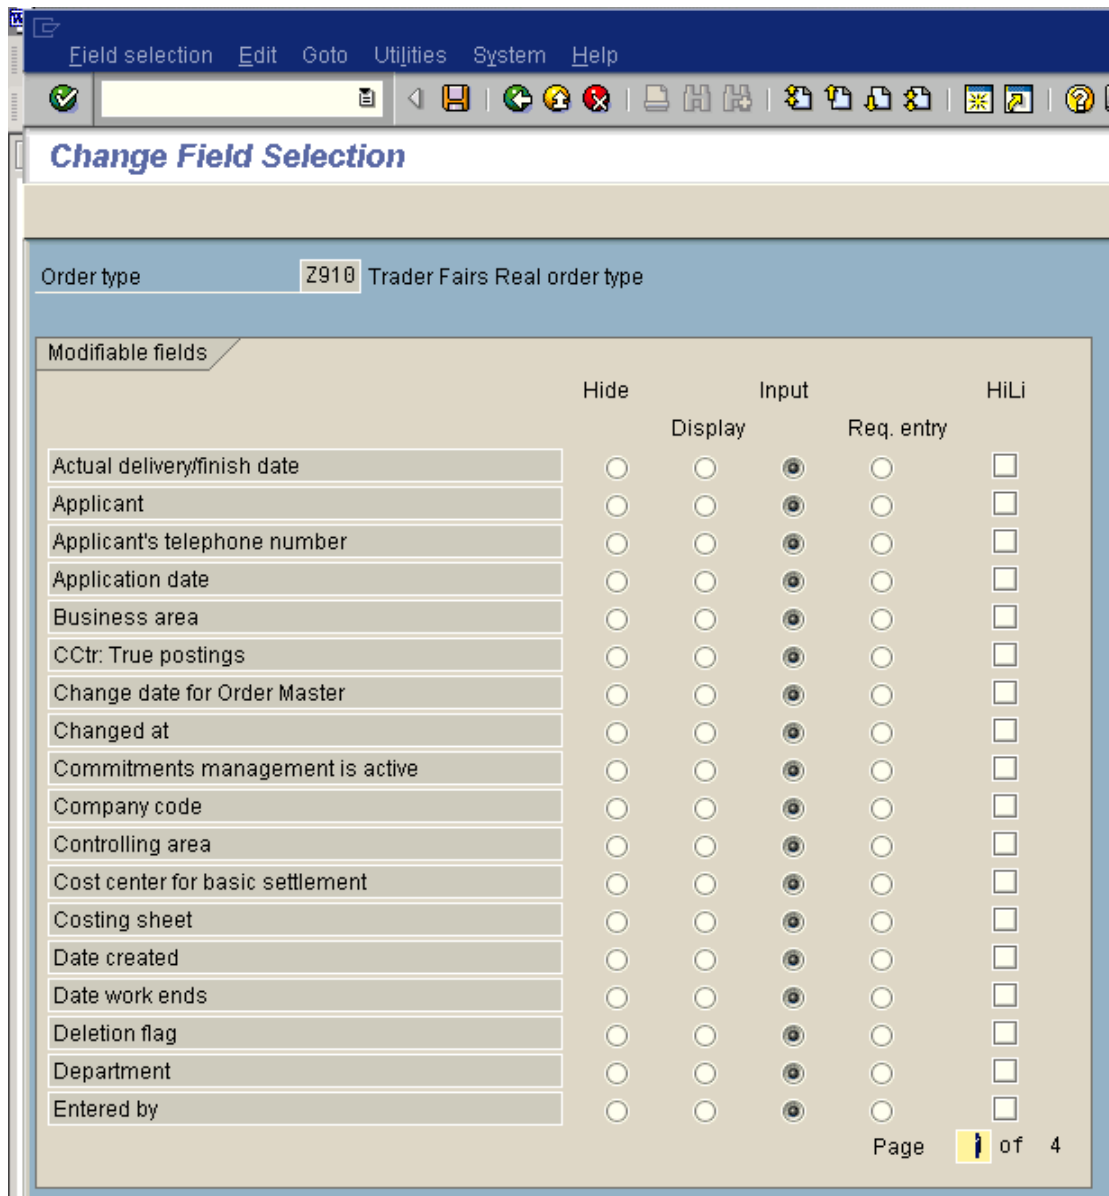 Field selection Edit Goto Utilities System Help
Change Field Selection
Order type Z910 Trader Fairs Real order type
Modifiable fields
Hide Input HiLi
Display Req. entry
Actual delivery/finish date
Applicant
Applicant's telephone number
Application date
Business area
CCtr: True postings
Change date for Order Master
Changed at
Commitments management is active
Company code
Controlling area
Cost center for basic settlement
Costing sheet
Date created
Date work ends
Deletion flag
Department
Entered by
Page 1 of 4